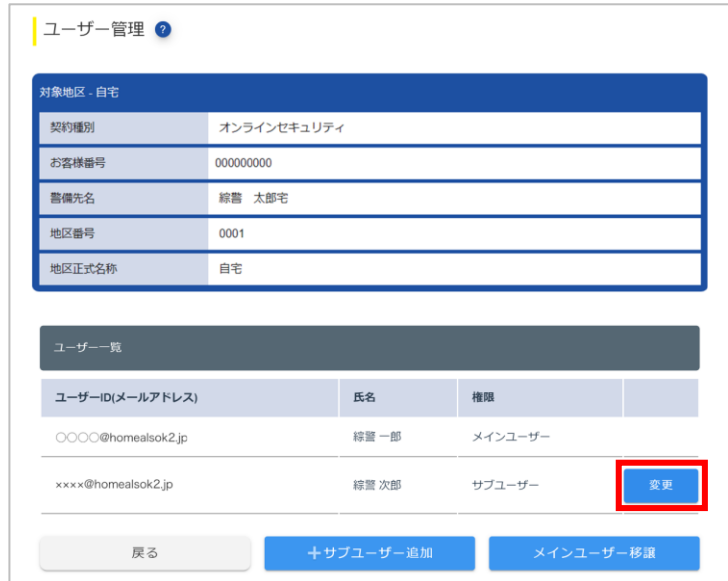 ユーザー管理 ?
対象地区 - 自宅
契約種別 オンラインセキュリティ
お客様番号 000000000
警備先名 綜警 太郎宅
地区番号 0001
地区正式名称 自宅
ユーザー一覧
ユーザーID(メールアドレス) 氏名 権限
○○○○@homealsok2.jp 綜警 一郎 メインユーザー
××××@homealsok2.jp 綜警 次郎 サブユーザー 変更
戻る ＋サブユーザー追加 メインユーザー移譲